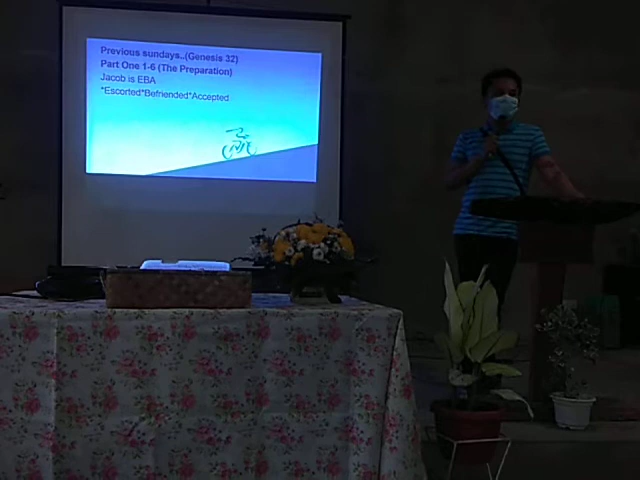 Previous sundays..(Genesis 32)
Part One 1-6 (The Preparation)
Jacob is EBA
*Escorted*Befriended*Accepted